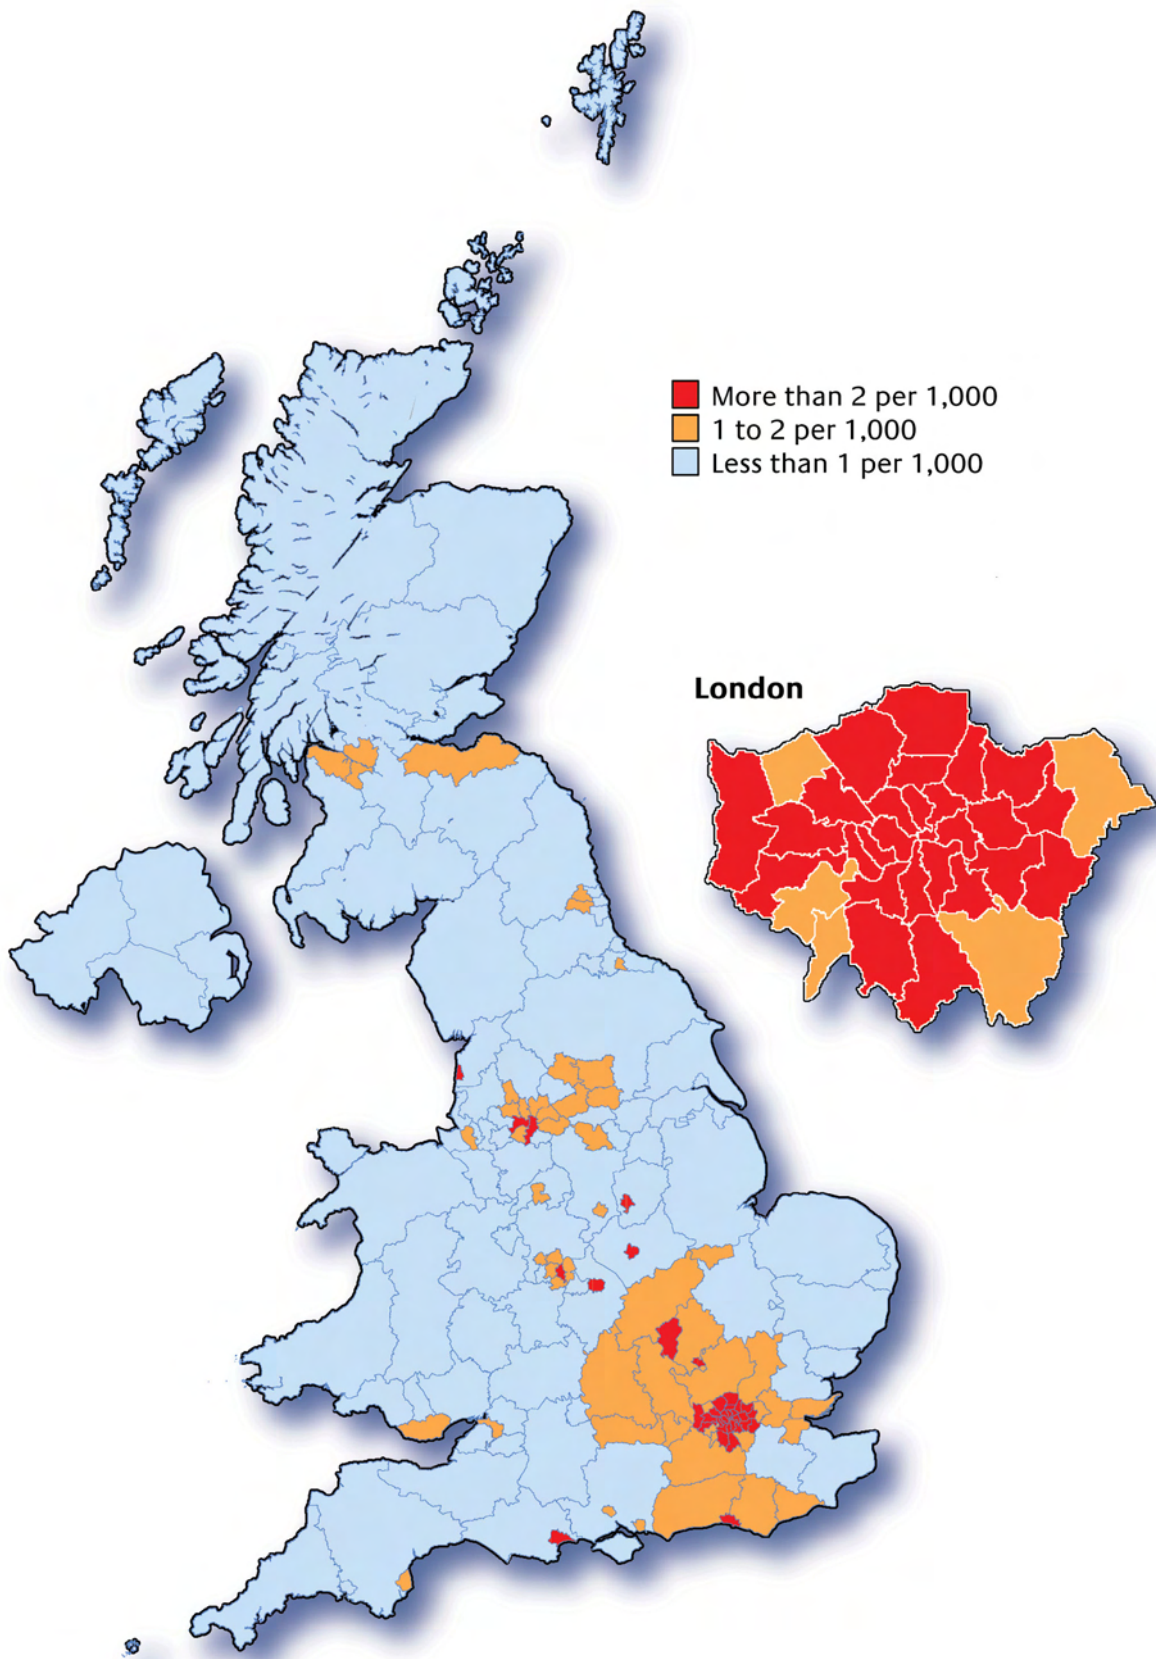 More than 2 per 1,000
1 to 2 per 1,000
Less than 1 per 1,000
London